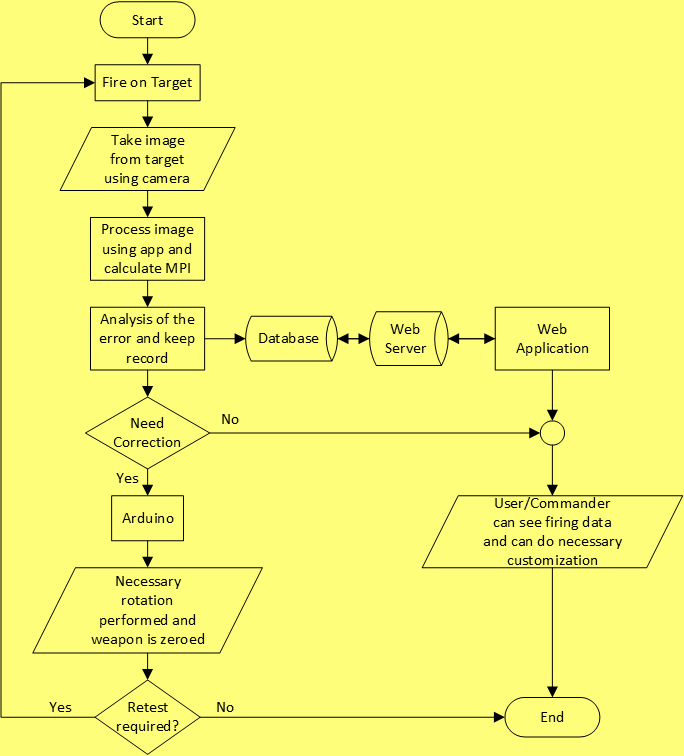 Start
Fire on Target
Take image
from target
using camera
Process image
using app and
calculate MPI
Analysis of the
error and keep
record
Database
Web
Server
Web
Application
Need
Correction
No
Yes
Arduino
User/Commander
can see firing data
and can do necessary
customization
Necessary
rotation
performed and
weapon is zeroed
Retest
required?
Yes
No
End